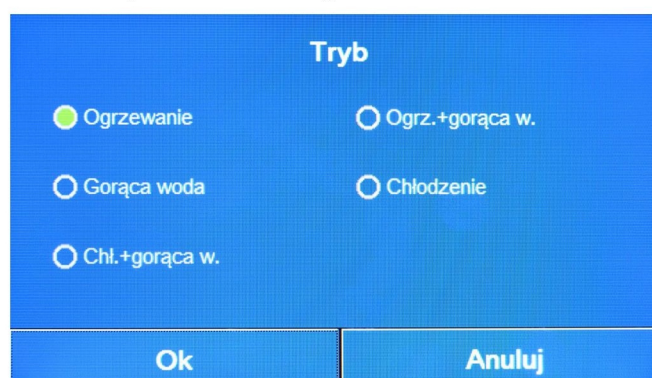 Tryb
Ogrzewanie
Ogrz.+gorąca w.
Gorąca woda
Chłodzenie
Chł.+gorąca w.
Ok
Anuluj